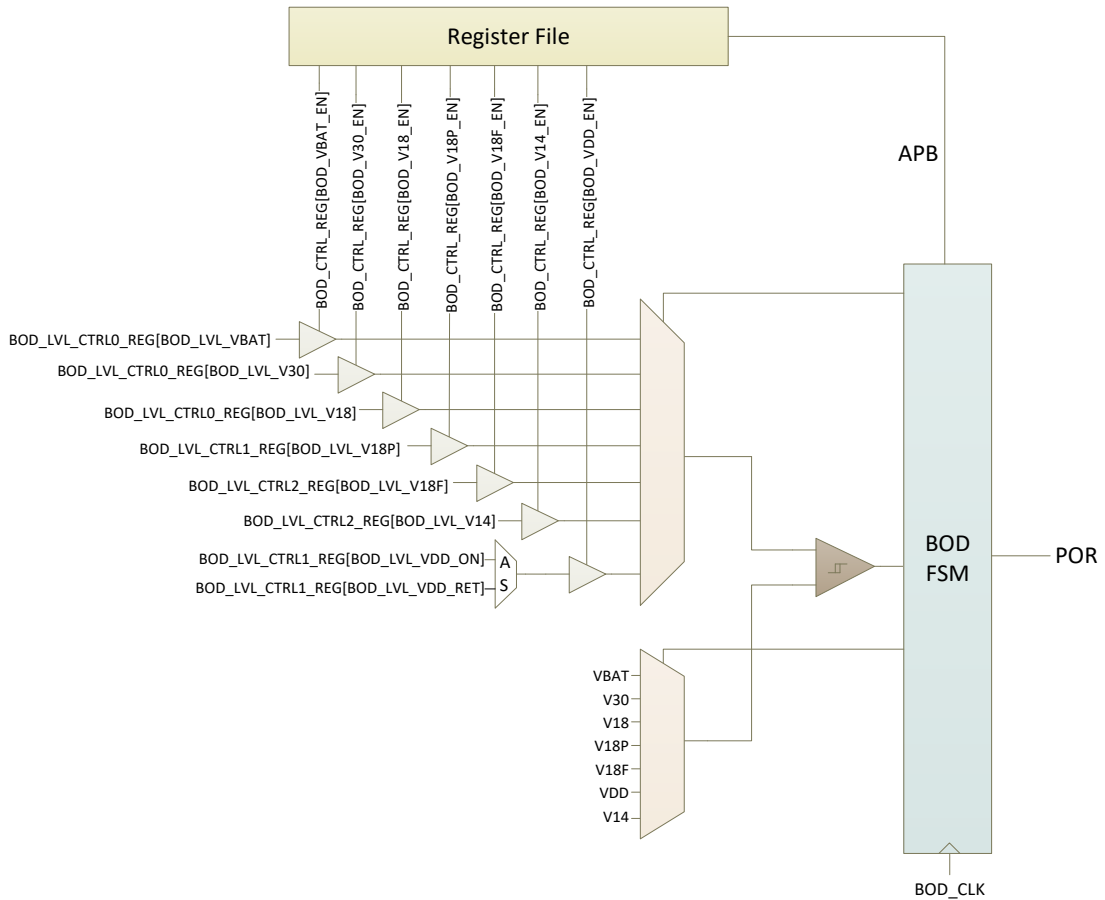 Register File
BOD_CTRL_REG[BOD_VBAT_EN]
BOD_CTRL_REG[BOD_V30_EN]
BOD_CTRL_REG[BOD_V18_EN]
BOD_CTRL_REG[BOD_V18P_EN]
BOD_CTRL_REG[BOD_V18F_EN]
BOD_CTRL_REG[BOD_V14_EN]
BOD_CTRL_REG[BOD_VDD_EN]
APB
BOD_LVL_CTRL0_REG[BOD_LVL_VBAT]
BOD_LVL_CTRL0_REG[BOD_LVL_V30]
BOD_LVL_CTRL0_REG[BOD_LVL_V18]
BOD_LVL_CTRL1_REG[BOD_LVL_V18P]
BOD_LVL_CTRL2_REG[BOD_LVL_V18F]
BOD_LVL_CTRL2_REG[BOD_LVL_V14]
BOD_LVL_CTRL1_REG[BOD_LVL_VDD_ON]
BOD_LVL_CTRL1_REG[BOD_LVL_VDD_RET]
A
S
BOD
FSM
POR
VBAT
V30
V18
V18P
V18F
VDD
V14
BOD_CLK